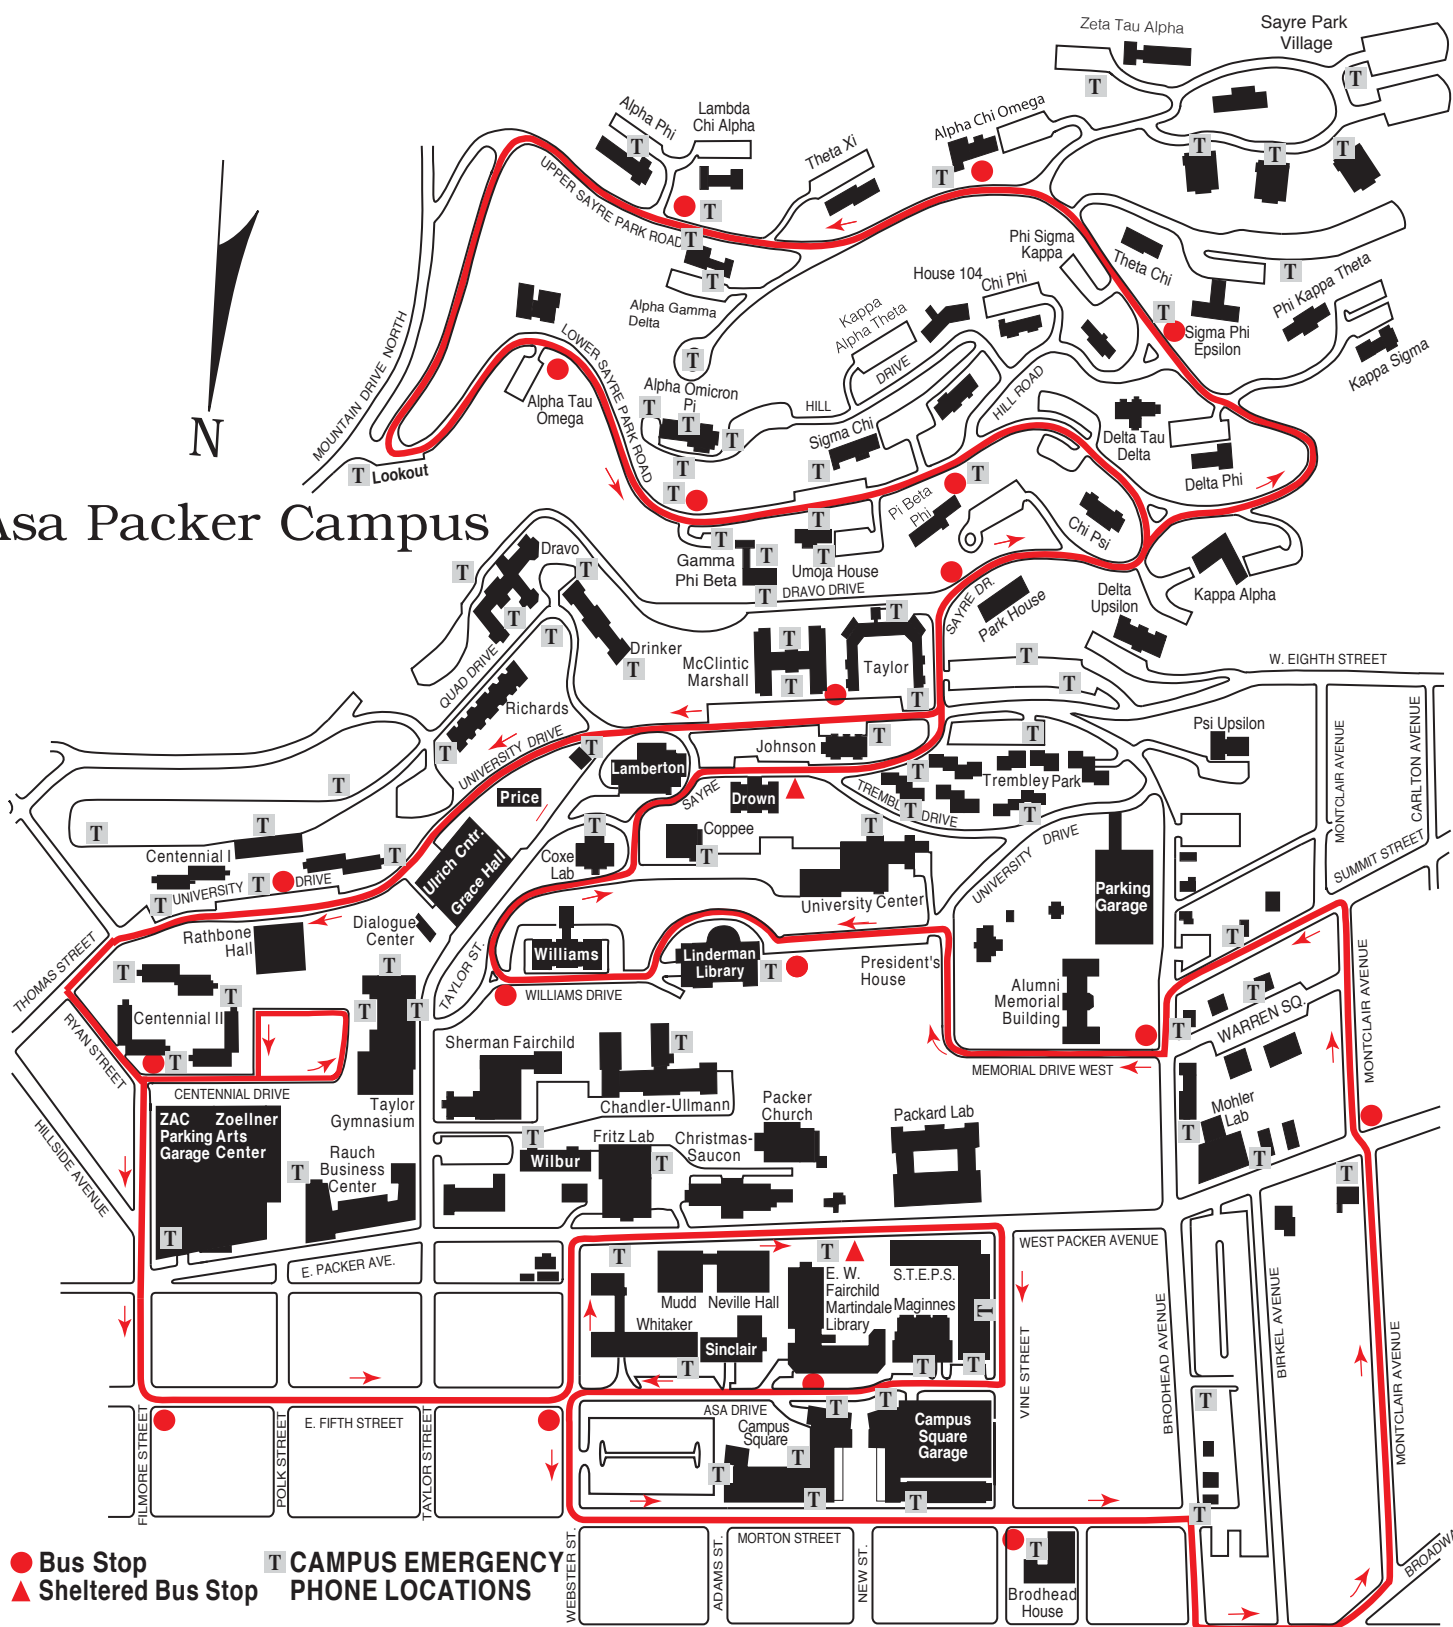 Zeta Tau Alpha
Sayre Park
Village
Alpha Phi
Lambda
Chi Alpha
Alpha Chi Omega
Theta Xi
UPPER SAYRE PARK ROAD
Phi Sigma
Kappa
Theta Chi
House 104
Chi Phi
Phi Kappa Theta
Kappa
Alpha Theta
Alpha Gamma
Delta
Sigma Phi
Epsilon
Kappa Sigma
MOUNTAIN DRIVE NORTH
LOWER SAYRE PARK ROAD
Alpha Tau
Omega
Alpha Omicron
Pi
HILL
DRIVE
HILL ROAD
Sigma Chi
Delta Tau
Delta
Delta Phi
N
T Lookout
Asa Packer Campus
Pi Beta
Phi
Chi Psi
Dravo
Gamma
Phi Beta
Umoja House
DRAVO DRIVE
SAYRE DR.
Park House
Delta
Upsilon
Kappa Alpha
Drinker
McClintic
Marshall
Taylor
W. EIGHTH STREET
QUAD DRIVE
Richards
UNIVERSITY DRIVE
Johnson
Psi Upsilon
MONTCLAIR AVENUE
CARLTON AVENUE
Lamberton
Price
SAYRE
Drown
Trembley Park
DRIVE
Coppee
Coxe
Lab
UNIVERSITY DRIVE
SUMMIT STREET
Centennial I
UNIVERSITY
DRIVE
Ulrich Cntr.
Grace Hall
University Center
Parking
Garage
Rathbone
Hall
Dialogue
Center
THOMAS STREET
TAYLOR ST.
Williams
Linderman
Library
WILLIAMS DRIVE
President's
House
Alumni
Memorial
Building
WARREN SQ.
MONTCLAIR AVENUE
Centennial II
RYAN STREET
Sherman Fairchild
MEMORIAL DRIVE WEST
CENTENNIAL DRIVE
Taylor
Gymnasium
Chandler-Ullmann
Packer
Church
Packard Lab
Mohler
Lab
HILLSIDE AVENUE
ZAC
Parking
Garage
Zoellner
Arts
Center
Rauch
Business
Center
Wilbur
Fritz Lab
Christmas-
Saucon
E. PACKER AVE.
WEST PACKER AVENUE
Mudd
Neville Hall
E. W.
Fairchild
Martindale
Library
S.T.E.P.S.
Maginnes
Whitaker
Sinclair
VINE STREET
BRODHEAD AVENUE
BIRKEL AVENUE
MONTCLAIR AVENUE
ASA DRIVE
Campus
Square
Campus
Square
Garage
FILMORE STREET
POLK STREET
E. FIFTH STREET
TAYLOR STREET
MORTON STREET
WEBSTER ST.
ADAMS ST.
NEW ST.
Brodhead
House
Bus Stop
Sheltered Bus Stop
T CAMPUS EMERGENCY
PHONE LOCATIONS